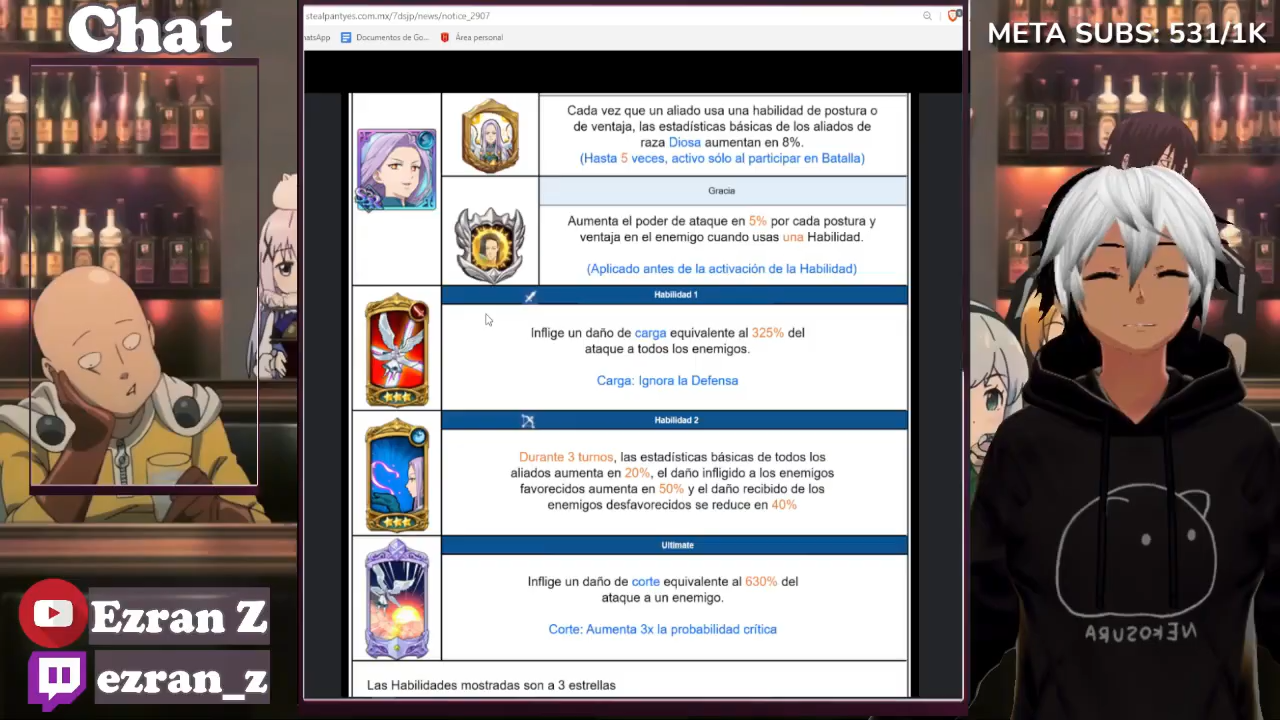 Chat
stealpantyes.com.mx/7dsjp/news/notice_2907
META SUBS: 531/1K
hatsApp
Documentos de Go...
Área personal
Cada vez que un aliado usa una habilidad de postura o
de ventaja, las estadísticas básicas de los aliados de
raza Diosa aumentan en 8%.
(Hasta 5 veces, activo sólo al participar en Batalla)
SR
Gracia
Aumenta el poder de ataque en 5% por cada postura y
ventaja en el enemigo cuando usas una Habilidad.
(Aplicado antes de la activación de la Habilidad)
Habilidad 1
Inflige un daño de carga equivalente al 325% del
ataque a todos los enemigos.
Carga: Ignora la Defensa
Habilidad 2
Durante 3 turnos, las estadísticas básicas de todos los
aliados aumenta en 20%, el daño infligido a los enemigos
favorecidos aumenta en 50% y el daño recibido de los
enemigos desfavorecidos se reduce en 40%
Ultimate
Inflige un daño de corte equivalente al 630% del
ataque a un enemigo.
Corte: Aumenta 3x la probabilidad crítica
Las Habilidades mostradas son a 3 estrellas
Ezran Z
ezran_z
NEKOSURA